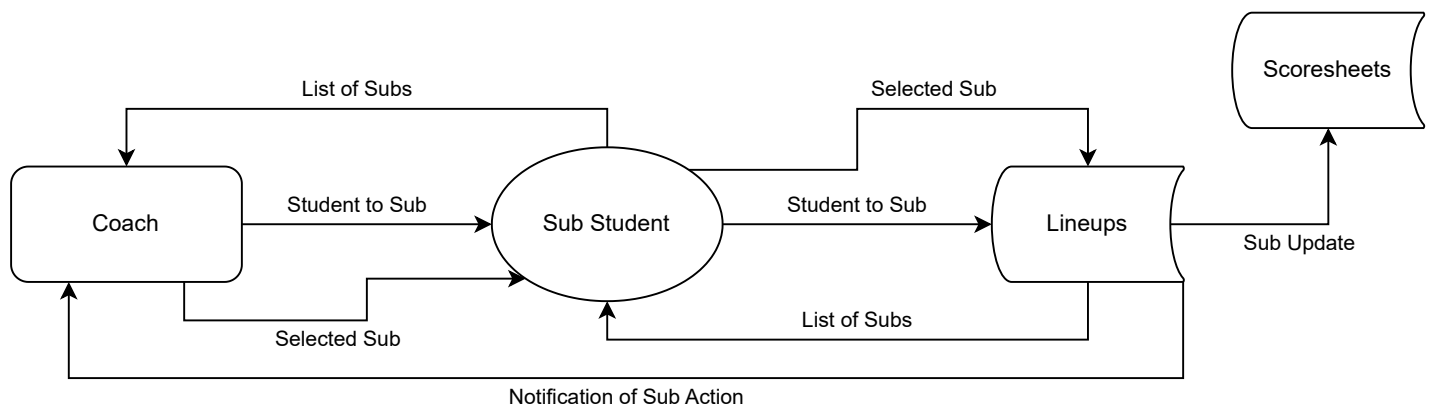 Scoresheets
List of Subs
Selected Sub
Coach
Student to Sub
Sub Student
Student to Sub
Lineups
Sub Update
Selected Sub
List of Subs
Notification of Sub Action